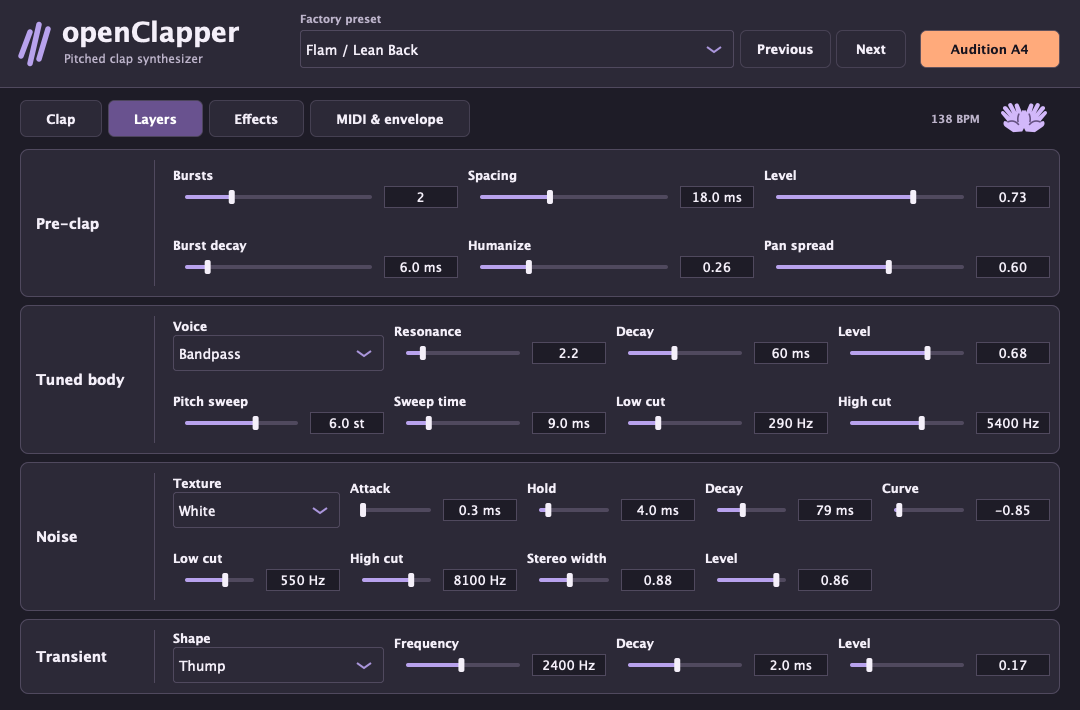 openClapper
Pitched clap synthesizer
Factory preset
Flam / Lean Back
Previous
Next
Audition A4
Clap
Layers
Effects
MIDI & envelope
138 BPM
Pre-clap
Bursts
2
Spacing
18.0 ms
Level
0.73
Burst decay
6.0 ms
Humanize
0.26
Pan spread
0.60
Tuned body
Voice
Bandpass
Resonance
2.2
Decay
60 ms
Level
0.68
Pitch sweep
6.0 st
Sweep time
9.0 ms
Low cut
290 Hz
High cut
5400 Hz
Noise
Texture
White
Attack
0.3 ms
Hold
4.0 ms
Decay
79 ms
Curve
-0.85
Low cut
550 Hz
High cut
8100 Hz
Stereo width
0.88
Level
0.86
Transient
Shape
Thump
Frequency
2400 Hz
Decay
2.0 ms
Level
0.17